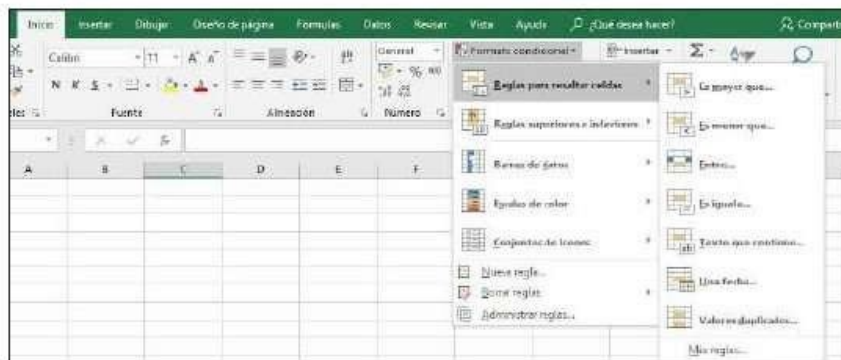 Inicio Insertar Dibujar Diseño de página Fórmulas Datos Revisar Vista Ayuda ¿Qué desea hacer? Comparti
Calibri 11 A A General Formato condicional Insertar
N K S % 000
Fuente Alineación Número
fx
A B C D E F
Reglas para resaltar celdas
Reglas superiores e inferiores
Barras de datos
Escalas de color
Conjuntos de iconos
Nueva regla...
Borrar reglas
Administrar reglas...
Es mayor que...
Es menor que...
Entre...
Es igual a...
Texto que contiene...
Una fecha...
Valores duplicados...
Más reglas...